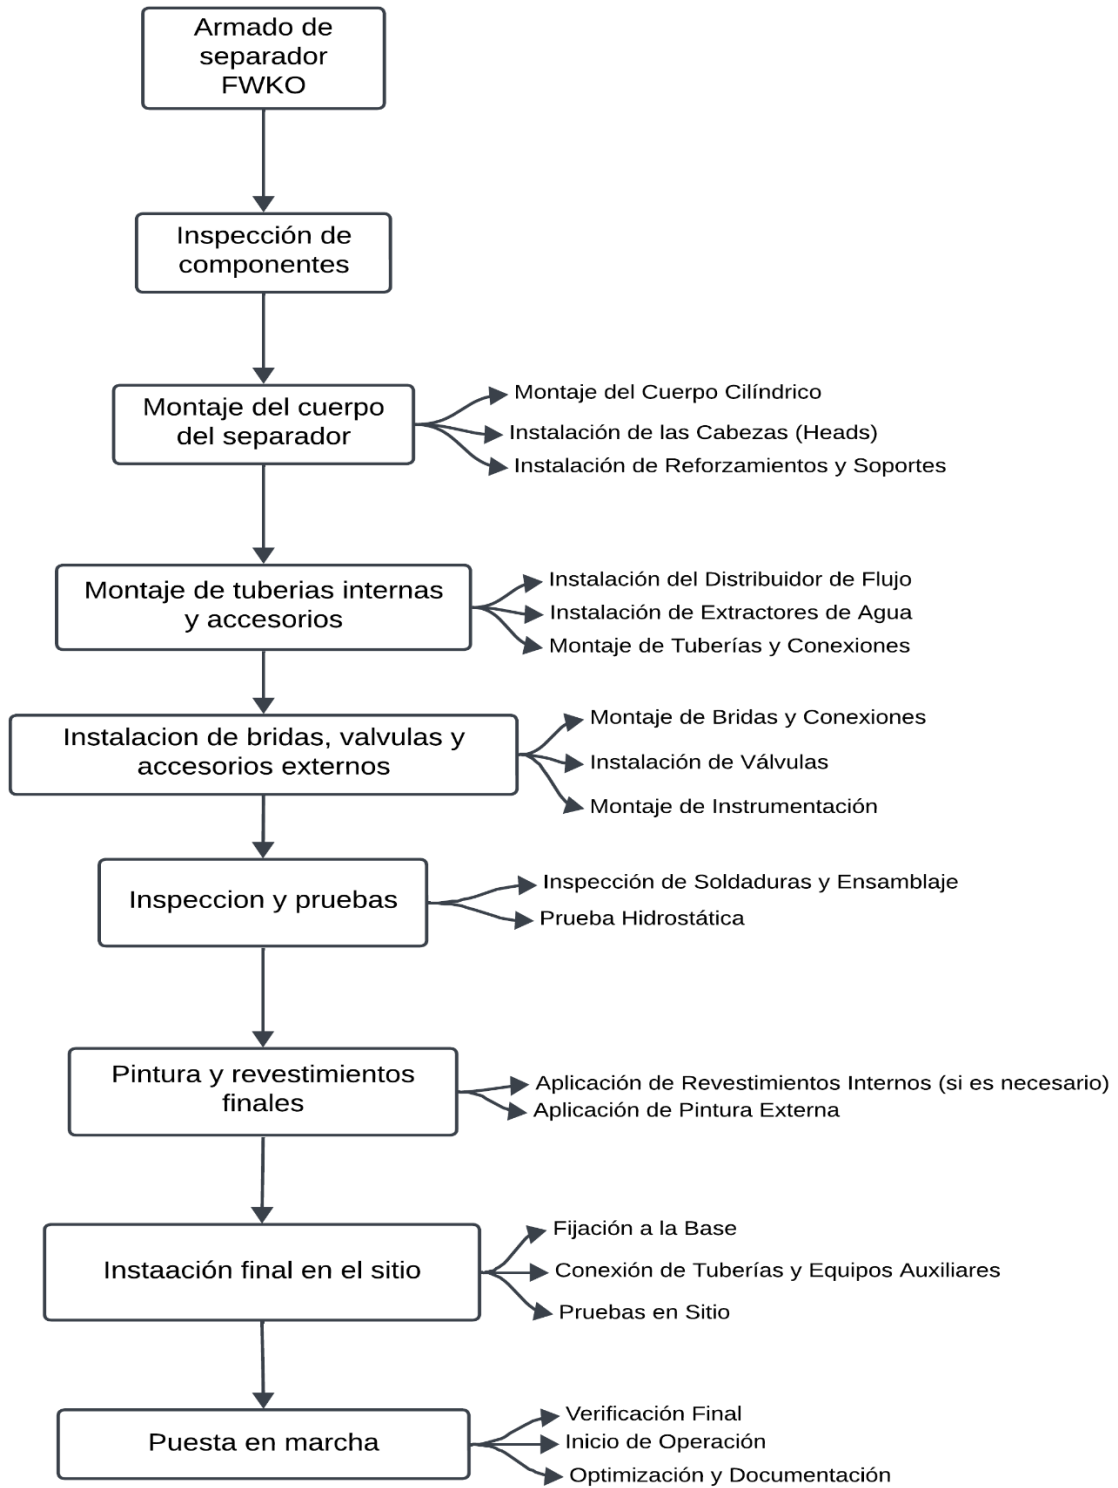 Armado de
separador
FWKO
Inspección de
componentes
Montaje del cuerpo
del separador
Montaje del Cuerpo Cilíndrico
Instalación de las Cabezas (Heads)
Instalación de Reforzamientos y Soportes
Montaje de tuberias internas
y accesorios
Instalación del Distribuidor de Flujo
Instalación de Extractores de Agua
Montaje de Tuberías y Conexiones
Instalacion de bridas, valvulas y
accesorios externos
Montaje de Bridas y Conexiones
Instalación de Válvulas
Montaje de Instrumentación
Inspeccion y pruebas
Inspección de Soldaduras y Ensamblaje
Prueba Hidrostática
Pintura y revestimientos
finales
Aplicación de Revestimientos Internos (si es necesario)
Aplicación de Pintura Externa
Instaación final en el sitio
Fijación a la Base
Conexión de Tuberías y Equipos Auxiliares
Pruebas en Sitio
Puesta en marcha
Verificación Final
Inicio de Operación
Optimización y Documentación